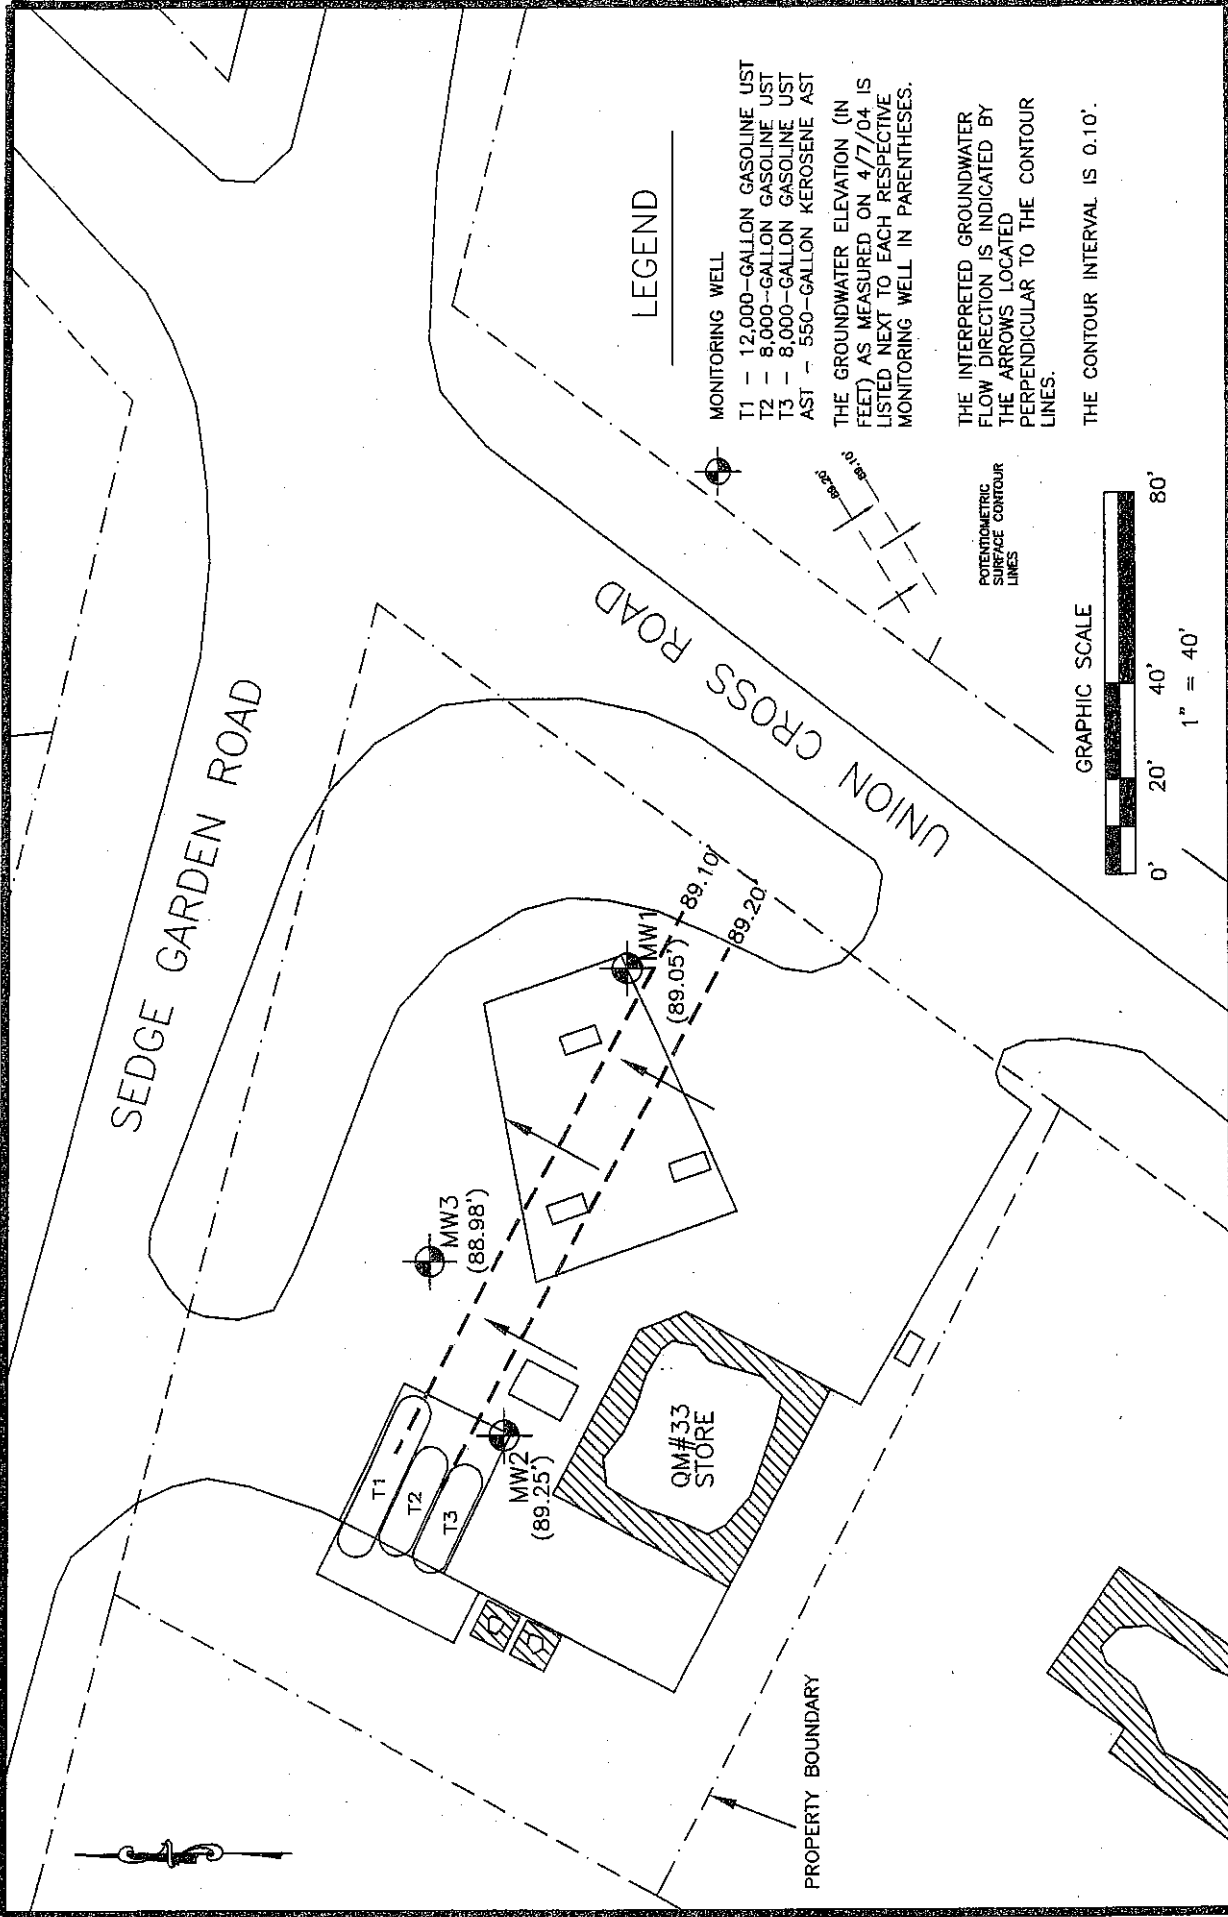 SEDGE GARDEN ROAD
UNION CROSS ROAD
LEGEND
MONITORING WELL
T1 - 12,000-GALLON GASOLINE UST
T2 - 8,000-GALLON GASOLINE UST
T3 - 8,000-GALLON GASOLINE UST
AST - 550-GALLON KEROSENE AST
THE GROUNDWATER ELEVATION (IN
FEET) AS MEASURED ON 4/7/04 IS
LISTED NEXT TO EACH RESPECTIVE
MONITORING WELL IN PARENTHESES.
89.20'
89.10'
POTENTIOMETRIC
SURFACE CONTOUR
LINES
THE INTERPRETED GROUNDWATER
FLOW DIRECTION IS INDICATED BY
THE ARROWS LOCATED
PERPENDICULAR TO THE CONTOUR
LINES.
THE CONTOUR INTERVAL IS 0.10'.
GRAPHIC SCALE
0' 20' 40' 80'
1" = 40'
MW3
(88.98')
MW1
(89.05')
89.10'
89.20'
T1
T2
T3
MW2
(89.25')
QM#33
STORE
PROPERTY BOUNDARY